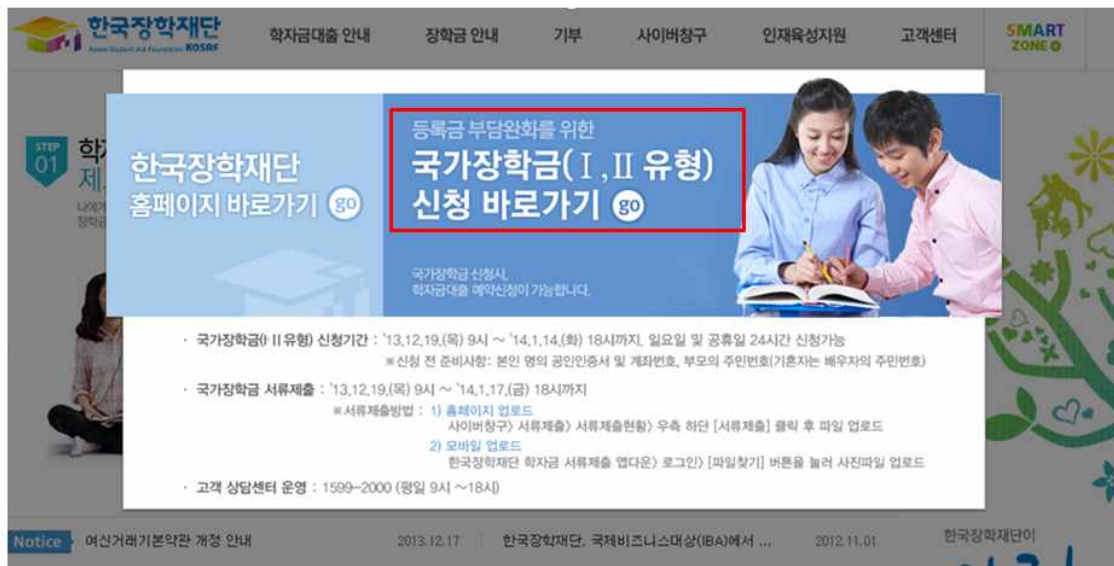 한국장학재단
Korea Student Aid Foundation KOSAF
학자금대출 안내
장학금 안내
기부
사이버창구
인재육성지원
고객센터
SMART
ZONE
STEP
01
학자
제
장학금
한국장학재단
홈페이지 바로가기 go
등록금 부담완화를 위한
국가장학금(Ⅰ,Ⅱ 유형)
신청 바로가기 go
국가장학금 신청시,
학자금대출 예약신청이 가능합니다.
· 국가장학금(ⅠⅡ유형) 신청기간 : '13.12.19.(목) 9시 ~ '14.1.14.(화) 18시까지, 일요일 및 공휴일 24시간 신청가능
※신청 전 준비사항: 본인 명의 공인인증서 및 계좌번호, 부모의 주민번호(기혼자는 배우자의 주민번호)
· 국가장학금 서류제출 : '13.12.19.(목) 9시 ~ '14.1.17.(금) 18시까지
※서류제출방법 : 1) 홈페이지 업로드
사이버창구> 서류제출> 서류제출현황> 우측 하단 [서류제출] 클릭 후 파일 업로드
2) 모바일 업로드
한국장학재단 학자금 서류제출 앱다운> 로그인> [파일찾기] 버튼을 눌러 사진파일 업로드
· 고객 상담센터 운영 : 1599-2000 (평일 9시 ~18시)
Notice
여신거래기본약관 개정 안내
2013.12.17
한국장학재단, 국제비즈니스대상(IBA)에서 ...
2012.11.01
한국장학재단이